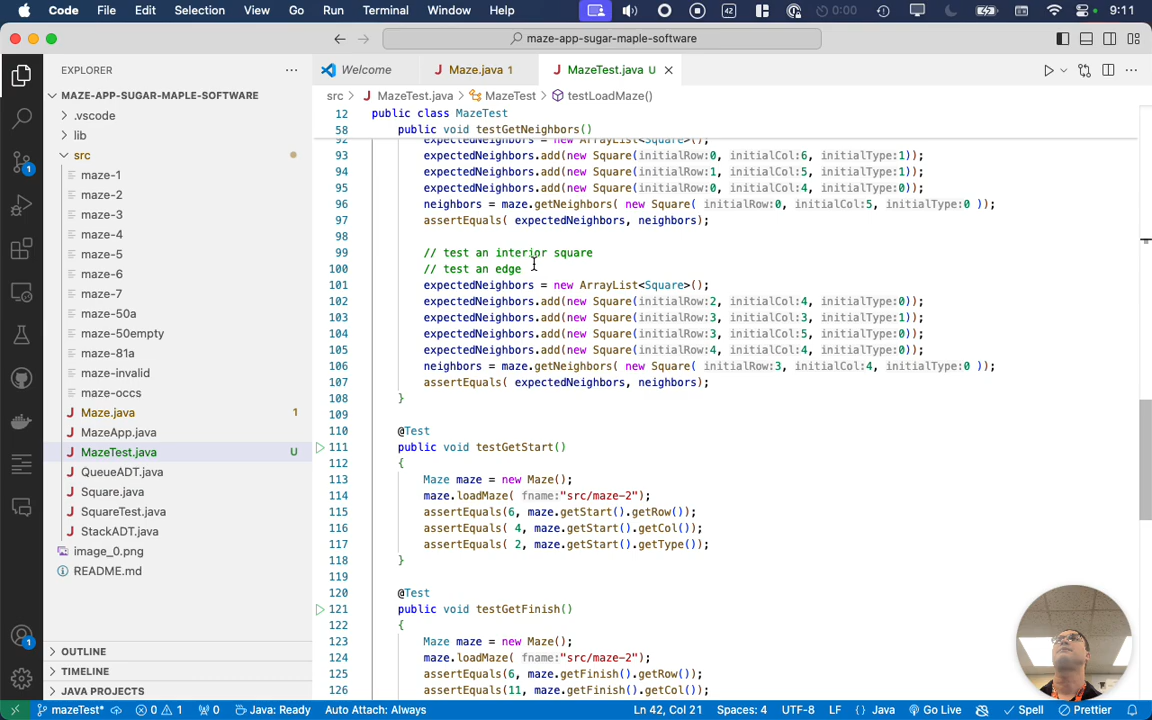 Code File Edit Selection View Go Run Terminal Window Help 42 0:00 9:11
maze-app-sugar-maple-software
EXPLORER
Welcome
Maze.java 1
MazeTest.java U
src > MazeTest.java > MazeTest > testLoadMaze()
MAZE-APP-SUGAR-MAPLE-SOFTWARE
.vscode
lib
src
maze-1
maze-2
maze-3
maze-4
maze-5
maze-6
maze-7
maze-50a
maze-50empty
maze-81a
maze-invalid
maze-occs
Maze.java 1
MazeApp.java
MazeTest.java U
QueueADT.java
Square.java
SquareTest.java
StackADT.java
image_0.png
README.md
OUTLINE
TIMELINE
JAVA PROJECTS
1
1
12 public class MazeTest
58 public void testGetNeighbors()
92 expectedNeighbors = new ArrayList<Square>();
93 expectedNeighbors.add(new Square(initialRow:0, initialCol:6, initialType:1));
94 expectedNeighbors.add(new Square(initialRow:1, initialCol:5, initialType:1));
95 expectedNeighbors.add(new Square(initialRow:0, initialCol:4, initialType:0));
96 neighbors = maze.getNeighbors( new Square( initialRow:0, initialCol:5, initialType:0 ));
97 assertEquals( expectedNeighbors, neighbors);
98
99 // test an interior square
100 // test an edge
101 expectedNeighbors = new ArrayList<Square>();
102 expectedNeighbors.add(new Square(initialRow:2, initialCol:4, initialType:0));
103 expectedNeighbors.add(new Square(initialRow:3, initialCol:3, initialType:1));
104 expectedNeighbors.add(new Square(initialRow:3, initialCol:5, initialType:0));
105 expectedNeighbors.add(new Square(initialRow:4, initialCol:4, initialType:0));
106 neighbors = maze.getNeighbors( new Square( initialRow:3, initialCol:4, initialType:0 ));
107 assertEquals( expectedNeighbors, neighbors);
108 }
109
110 @Test
111 public void testGetStart()
112 {
113 Maze maze = new Maze();
114 maze.loadMaze( fname:"src/maze-2");
115 assertEquals(6, maze.getStart().getRow());
116 assertEquals( 4, maze.getStart().getCol());
117 assertEquals( 2, maze.getStart().getType());
118 }
119
120 @Test
121 public void testGetFinish()
122 {
123 Maze maze = new Maze();
124 maze.loadMaze( fname:"src/maze-2");
125 assertEquals(6, maze.getFinish().getRow());
126 assertEquals(11, maze.getFinish().getCol());
mazeTest* 0 1 0 Java: Ready Auto Attach: Always Ln 42, Col 21 Spaces: 4 UTF-8 LF {} Java Go Live Spell Prettier